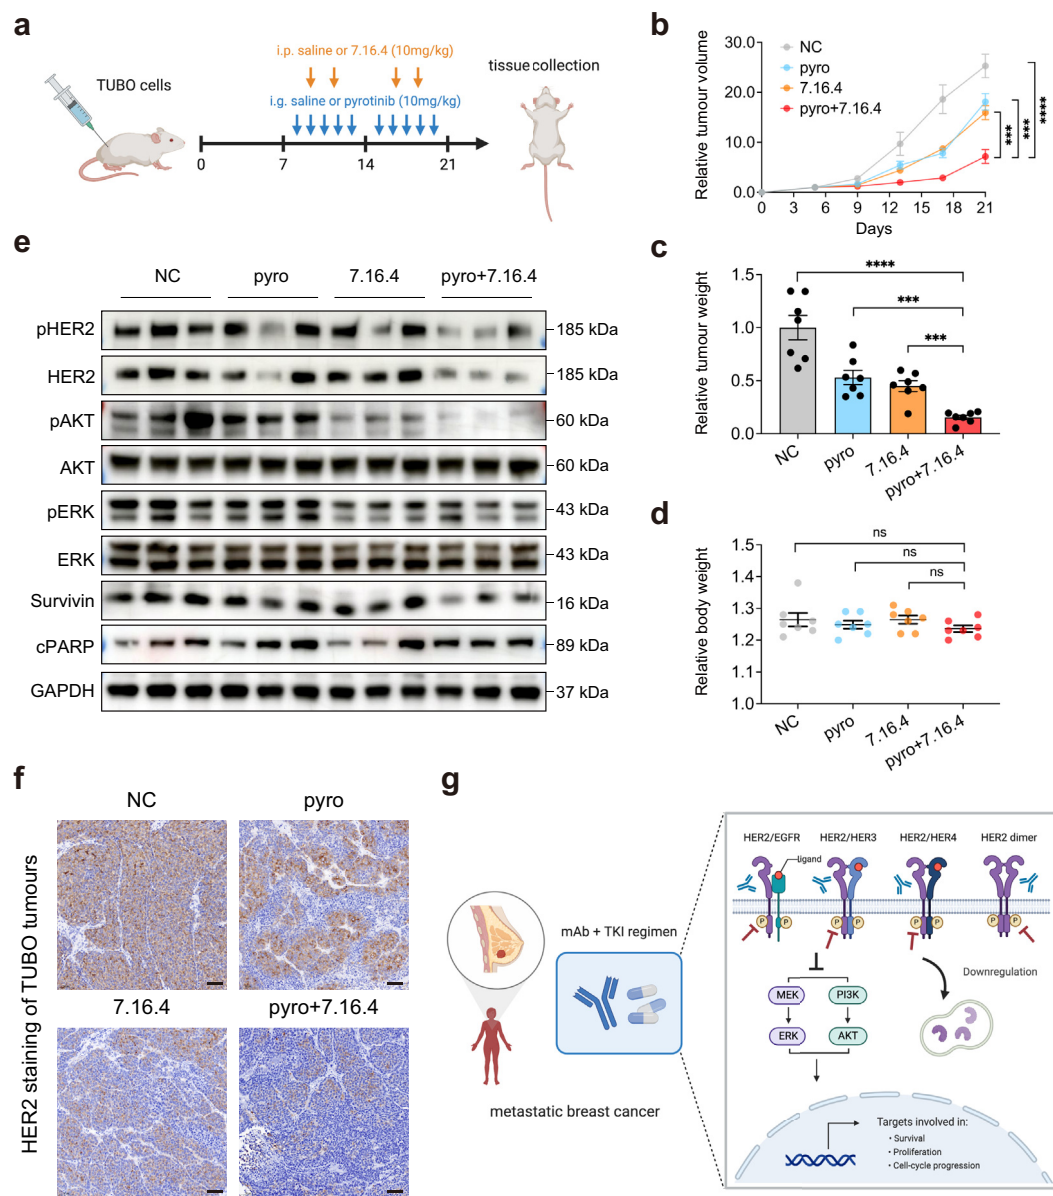 a
TUBO cells
i.p. saline or 7.16.4 (10mg/kg)
i.g. saline or pyrotinib (10mg/kg)
tissue collection
0 7 14 21
b
Relative tumour volume
30.0
20.0
10.0
0.0
NC
pyro
7.16.4
pyro+7.16.4
***
***
****
0 3 6 9 12 15 18 21
Days
c
Relative tumour weight
1.5
1.0
0.5
0.0
****
***
***
NC pyro 7.16.4 pyro+7.16.4
d
Relative body weight
1.5
1.4
1.3
1.2
1.1
1.0
ns
ns
ns
NC pyro 7.16.4 pyro+7.16.4
e
NC pyro 7.16.4 pyro+7.16.4
pHER2 185 kDa
HER2 185 kDa
pAKT 60 kDa
AKT 60 kDa
pERK 43 kDa
ERK 43 kDa
Survivin 16 kDa
cPARP 89 kDa
GAPDH 37 kDa
f
HER2 staining of TUBO tumours
NC pyro
7.16.4 pyro+7.16.4
g
metastatic breast cancer
mAb + TKI regimen
HER2/EGFR HER2/HER3 HER2/HER4 HER2 dimer
ligand
P P P P P P P P
Downregulation
MEK PI3K
ERK AKT
Targets involved in:
• Survival
• Proliferation
• Cell-cycle progression